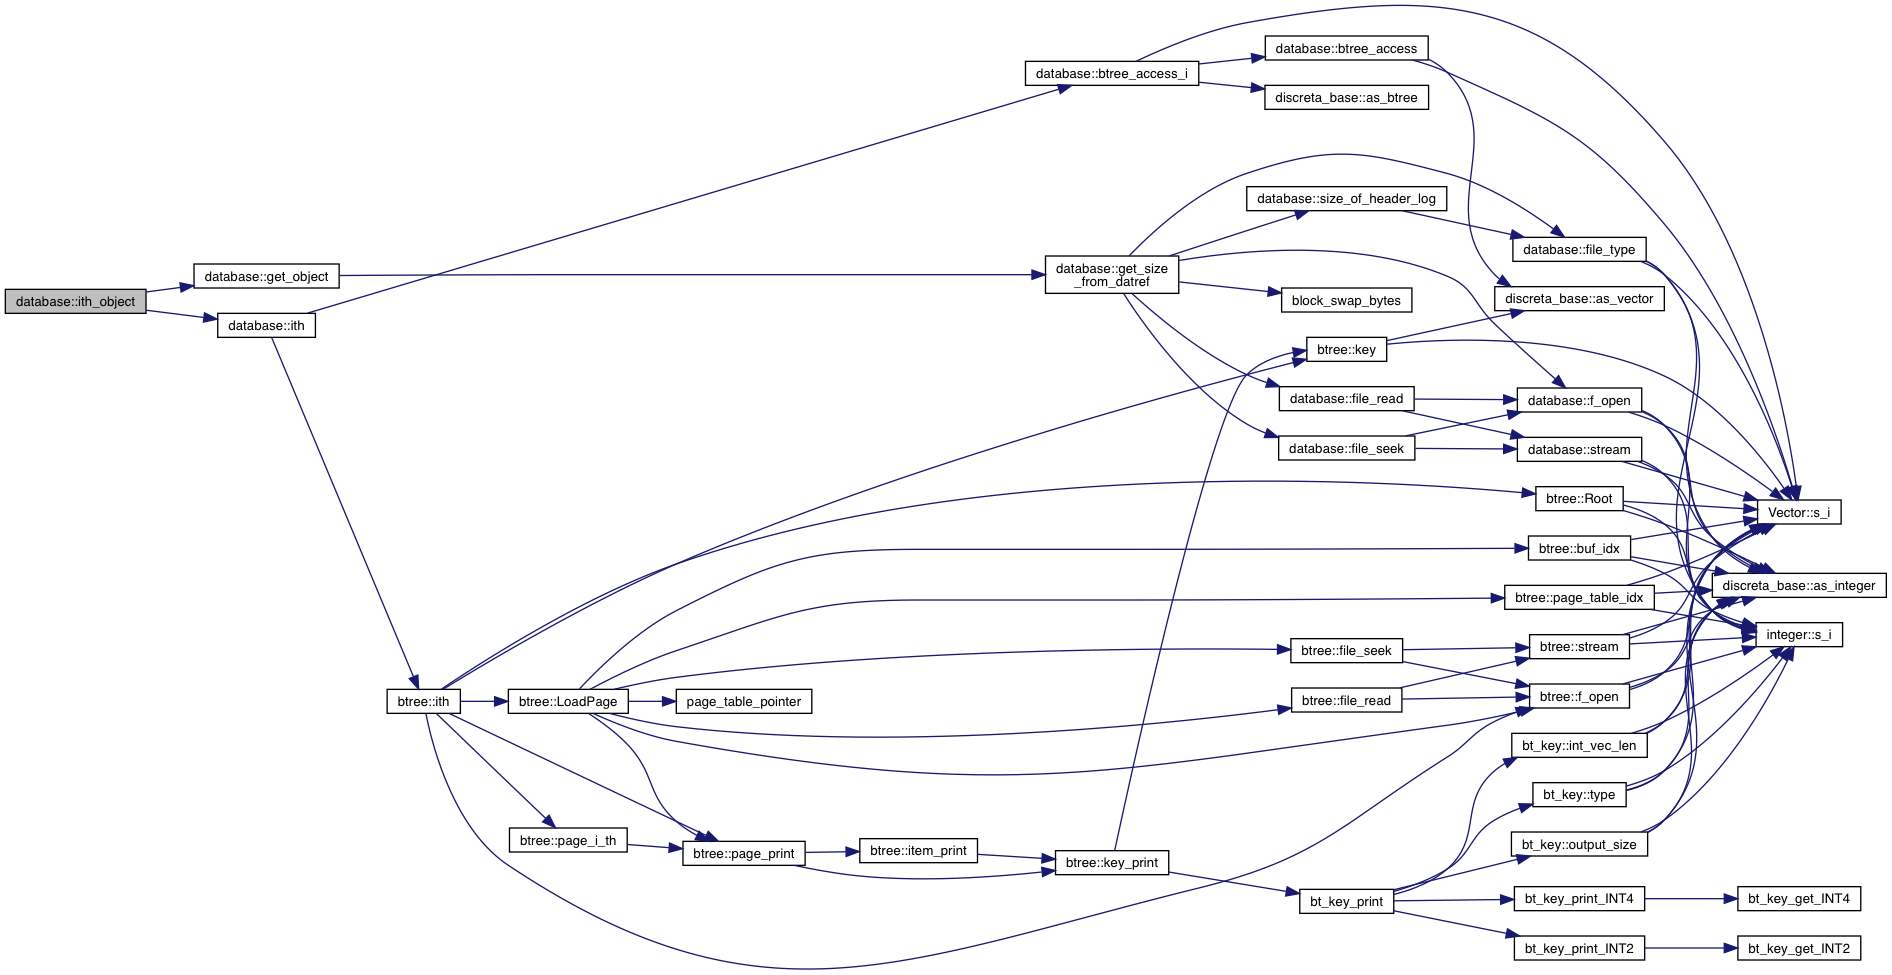 database::ith_object
database::get_object
database::ith
btree::ith
btree::LoadPage
btree::page_i_th
page_table_pointer
btree::page_print
btree::item_print
database::btree_access_i
database::get_size
_from_datref
btree::key_print
database::btree_access
discreta_base::as_btree
database::size_of_header_log
block_swap_bytes
btree::key
database::file_read
database::file_seek
btree::file_seek
btree::file_read
bt_key_print
database::file_type
discreta_base::as_vector
database::f_open
database::stream
btree::Root
btree::buf_idx
btree::page_table_idx
btree::stream
btree::f_open
bt_key::int_vec_len
bt_key::type
bt_key::output_size
bt_key_print_INT4
bt_key_print_INT2
Vector::s_i
discreta_base::as_integer
integer::s_i
bt_key_get_INT4
bt_key_get_INT2